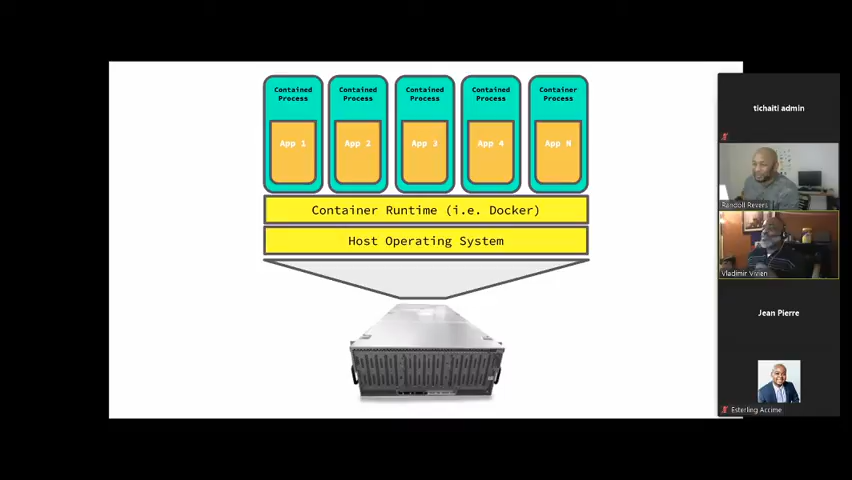 Contained
Process
Contained
Process
Contained
Process
Contained
Process
Container
Process
App 1
App 2
App 3
App 4
App N
Container Runtime (i.e. Docker)
Host Operating System
tichaiti admin
Randoll Revers
Vladimir Vivien
Jean Pierre
Esterling Accime